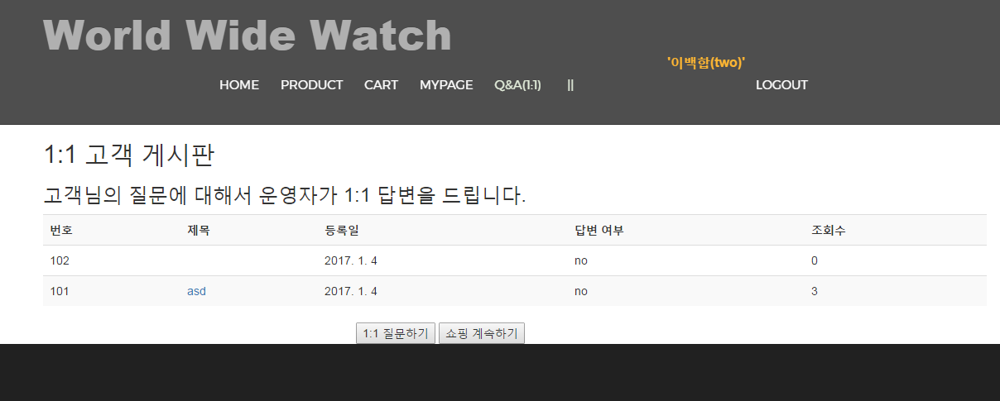 World Wide Watch
'이백합(two)'
HOME PRODUCT CART MYPAGE Q&A(1:1) || LOGOUT
1:1 고객 게시판
고객님의 질문에 대해서 운영자가 1:1 답변을 드립니다.
번호 제목 등록일 답변 여부 조회수
102 2017. 1. 4 no 0
101 asd 2017. 1. 4 no 3
1:1 질문하기 쇼핑 계속하기